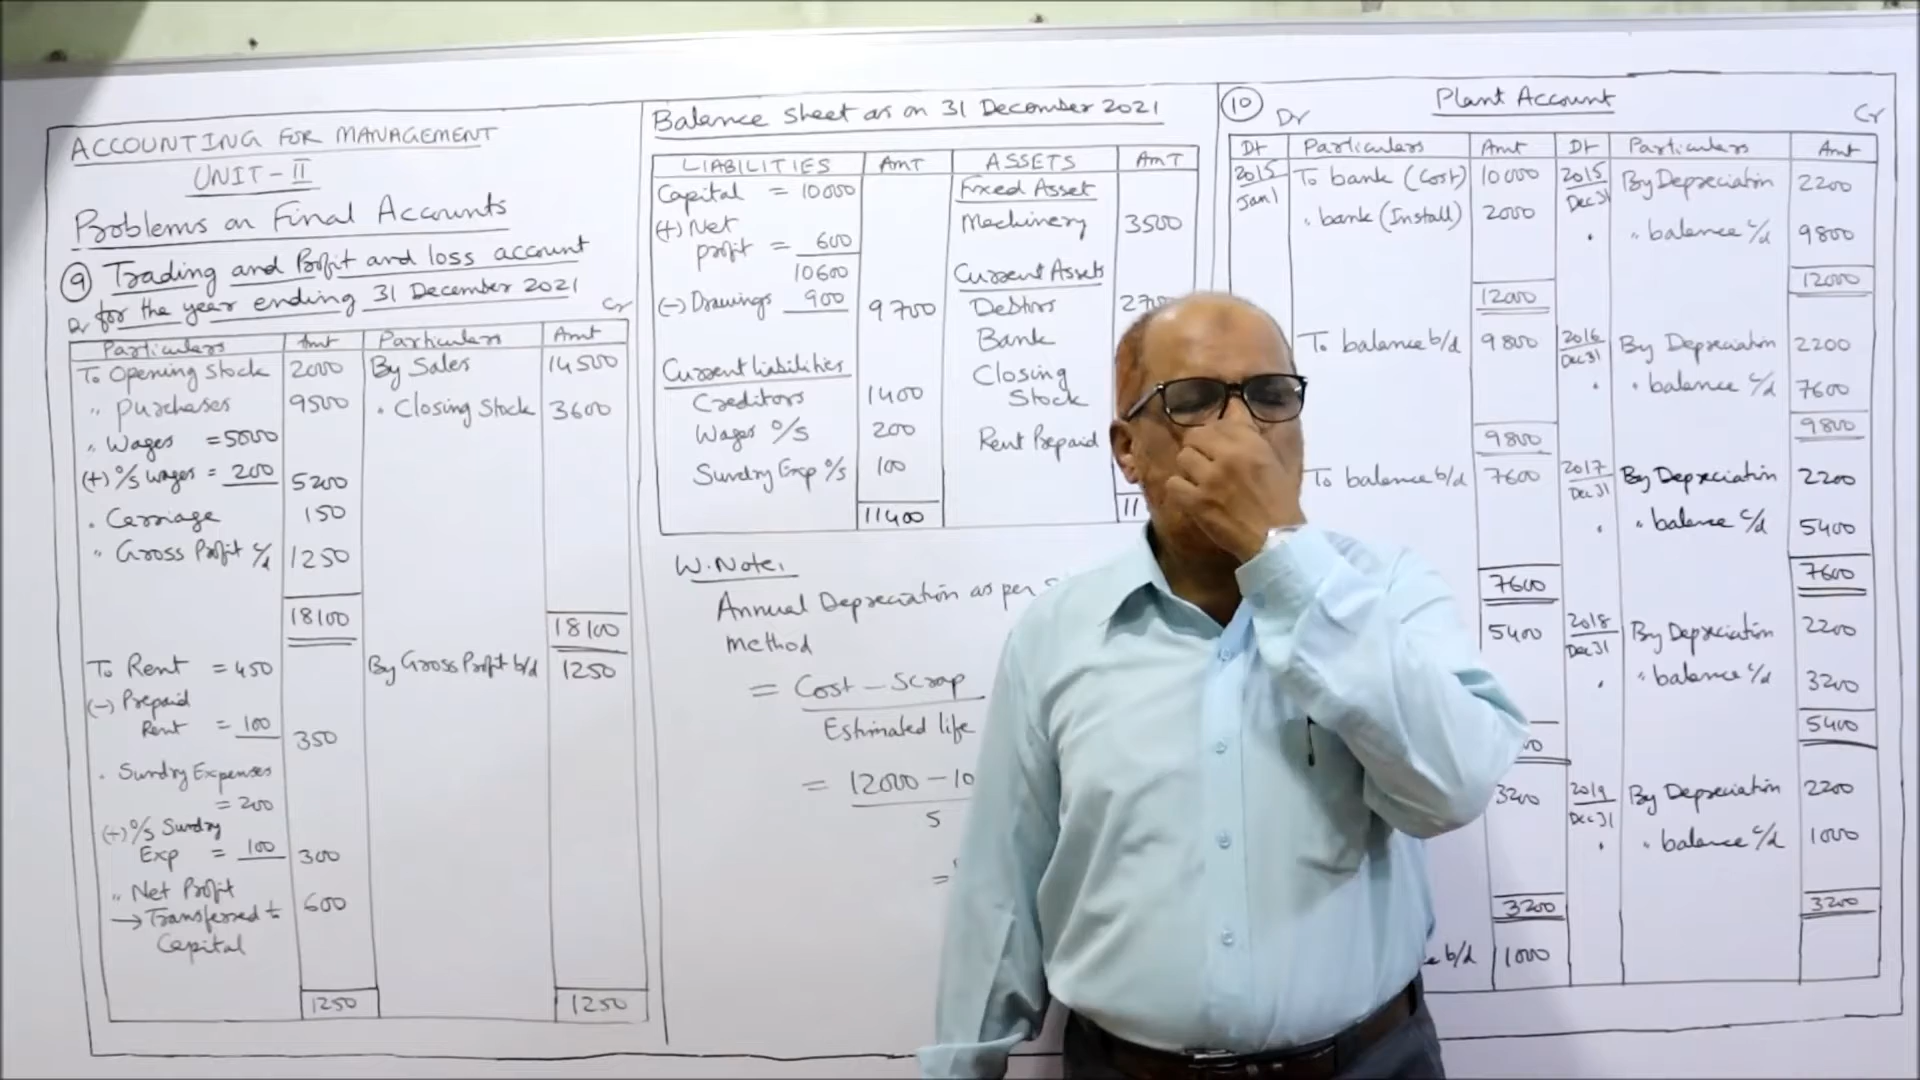 ACCOUNTING FOR MANAGEMENT
UNIT - II
Problems on Final Accounts
9 Trading and Profit and loss account
for the year ending 31 December 2021
Dr Cr
Particulars Amt Particulars Amt
To Opening Stock 2000 By Sales 14500
" purchases 9500 " Closing Stock 3600
" Wages = 5000
(+) o/s wages = 200 5200
" Carriage 150
" Gross Profit c/d 1250
18100 18100
To Rent = 450 By Gross Profit b/d 1250
(-) Prepaid
Rent = 100 350
" Sundry Expenses
= 200
(+) o/s Sundry
Exp = 100 300
" Net Profit
→ Transferred to 600
Capital
1250 1250
Balance Sheet as on 31 December 2021
LIABILITIES AMT ASSETS AMT
Capital = 10000 Fixed Asset
(+) Net Machinery 3500
profit = 600
10600 Current Assets
(-) Drawings 900 9700 Debtors
Bank
Current liabilities Closing
Creditors 1400 Stock
Wages o/s 200 Rent Prepaid
Sundry Exp o/s 100
11400 11
W. Note.
Annual Depreciation as per
method
= Cost - Scrap
Estimated life
= 12000 - 10
5
=
10 Plant Account
Dr Cr
Dt Particulars Amt Dt Particulars Amt
2015 Jan 1 To bank (Cost) 10000 2015 Dec 31 By Depreciation 2200
" bank (Install) 2000 " " balance c/d 9800
12000 12000
To balance b/d 9800 2016 Dec 31 By Depreciation 2200
" " balance c/d 7600
9800 9800
To balance b/d 7600 2017 Dec 31 By Depreciation 2200
" " balance c/d 5400
7600 7600
5400 2018 Dec 31 By Depreciation 2200
" " balance c/d 3200
00 5400
3200 2019 Dec 31 By Depreciation 2200
" " balance c/d 1000
3200 3200
b/d 1000